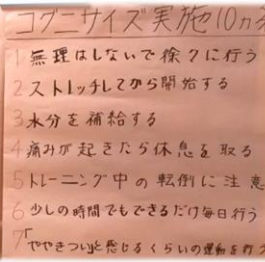 コグニサイズ実施10カ条
1 無理はしないで徐々に行う
2 ストレッチしてから開始する
3 水分を補給する
4 痛みが起きたら休息を取る
5 トレーニング中の転倒に注意
6 少しの時間でもできるだけ毎日行う
7「ややきつい」と感じるくらいの運動を行う